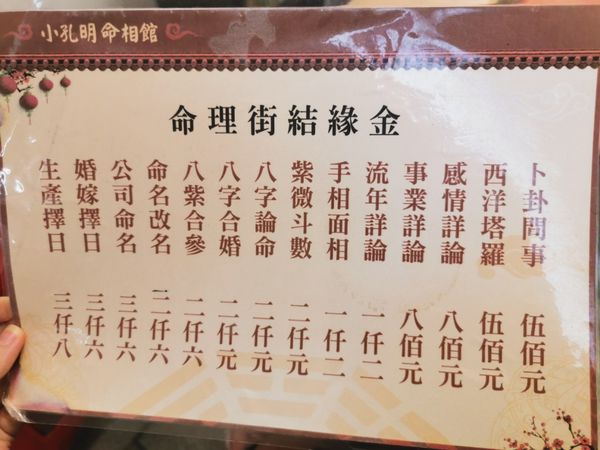 小孔明命相館
命理街結緣金
卜卦問事 伍佰元
西洋塔羅 伍佰元
感情詳論 八佰元
事業詳論 八佰元
流年詳論 一仟二
手相面相 一仟二
紫微斗數 二仟元
八字論命 二仟元
八字合婚 二仟元
八紫合參 二仟六
命名改名 二仟六
公司命名 三仟六
婚嫁擇日 三仟六
生產擇日 三仟八